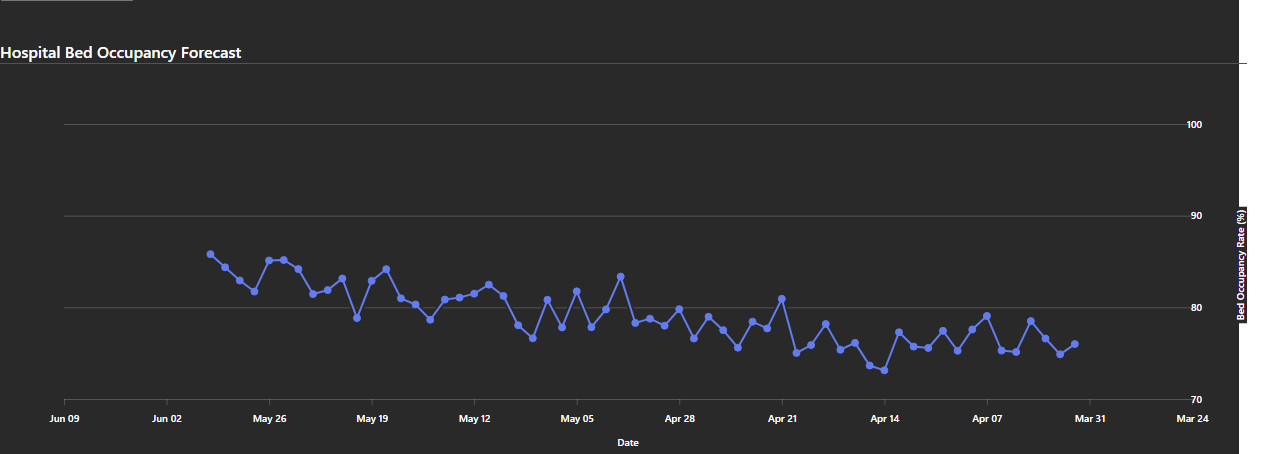 Hospital Bed Occupancy Forecast
100
90
80
70
Bed Occupancy Rate (%)
Jun 09 Jun 02 May 26 May 19 May 12 May 05 Apr 28 Apr 21 Apr 14 Apr 07 Mar 31 Mar 24
Date